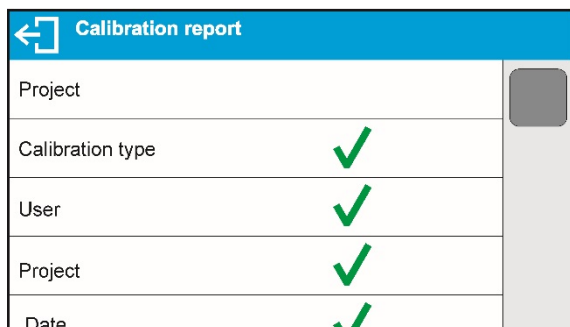 Calibration report
Project
Calibration type
User
Project
Date